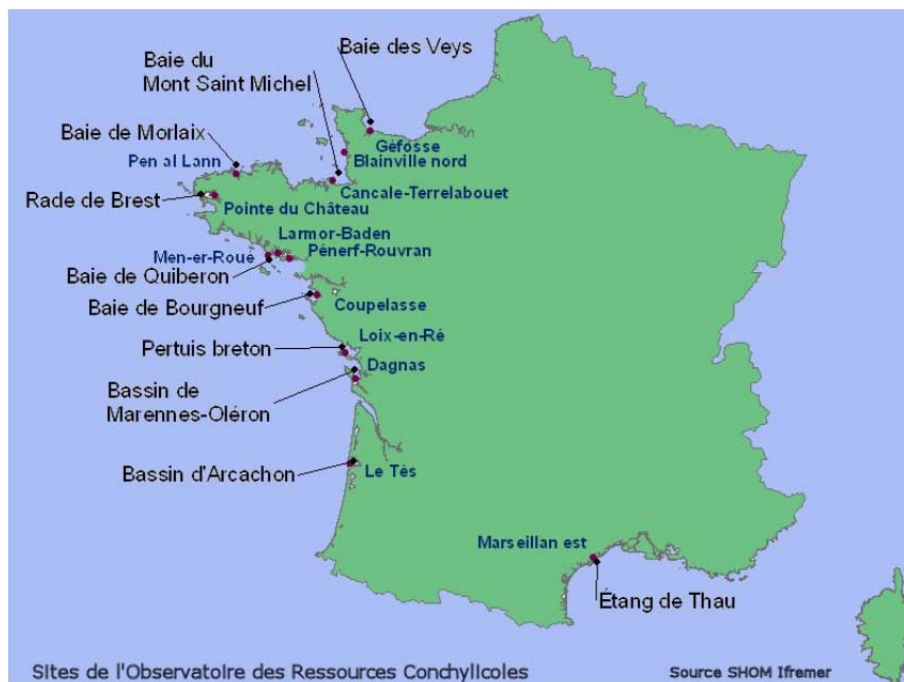 Baie des Veys
Baie du
Mont Saint Michel
Baie de Morlaix
Géfosse
Blainville nord
Pen al Lann
Cancale-Terrelabouet
Rade de Brest
Pointe du Château
Larmor-Baden
Men-er-Roué
Pénerf-Rouvran
Baie de Quiberon
Baie de Bourgneuf
Coupelasse
Loix-en-Ré
Pertuis breton
Dagnas
Bassin de
Marennes-Oléron
Bassin d'Arcachon
Le Tès
Marseillan est
Étang de Thau
Sites de l'Observatoire des Ressources Conchylicoles
Source SHOM Ifremer